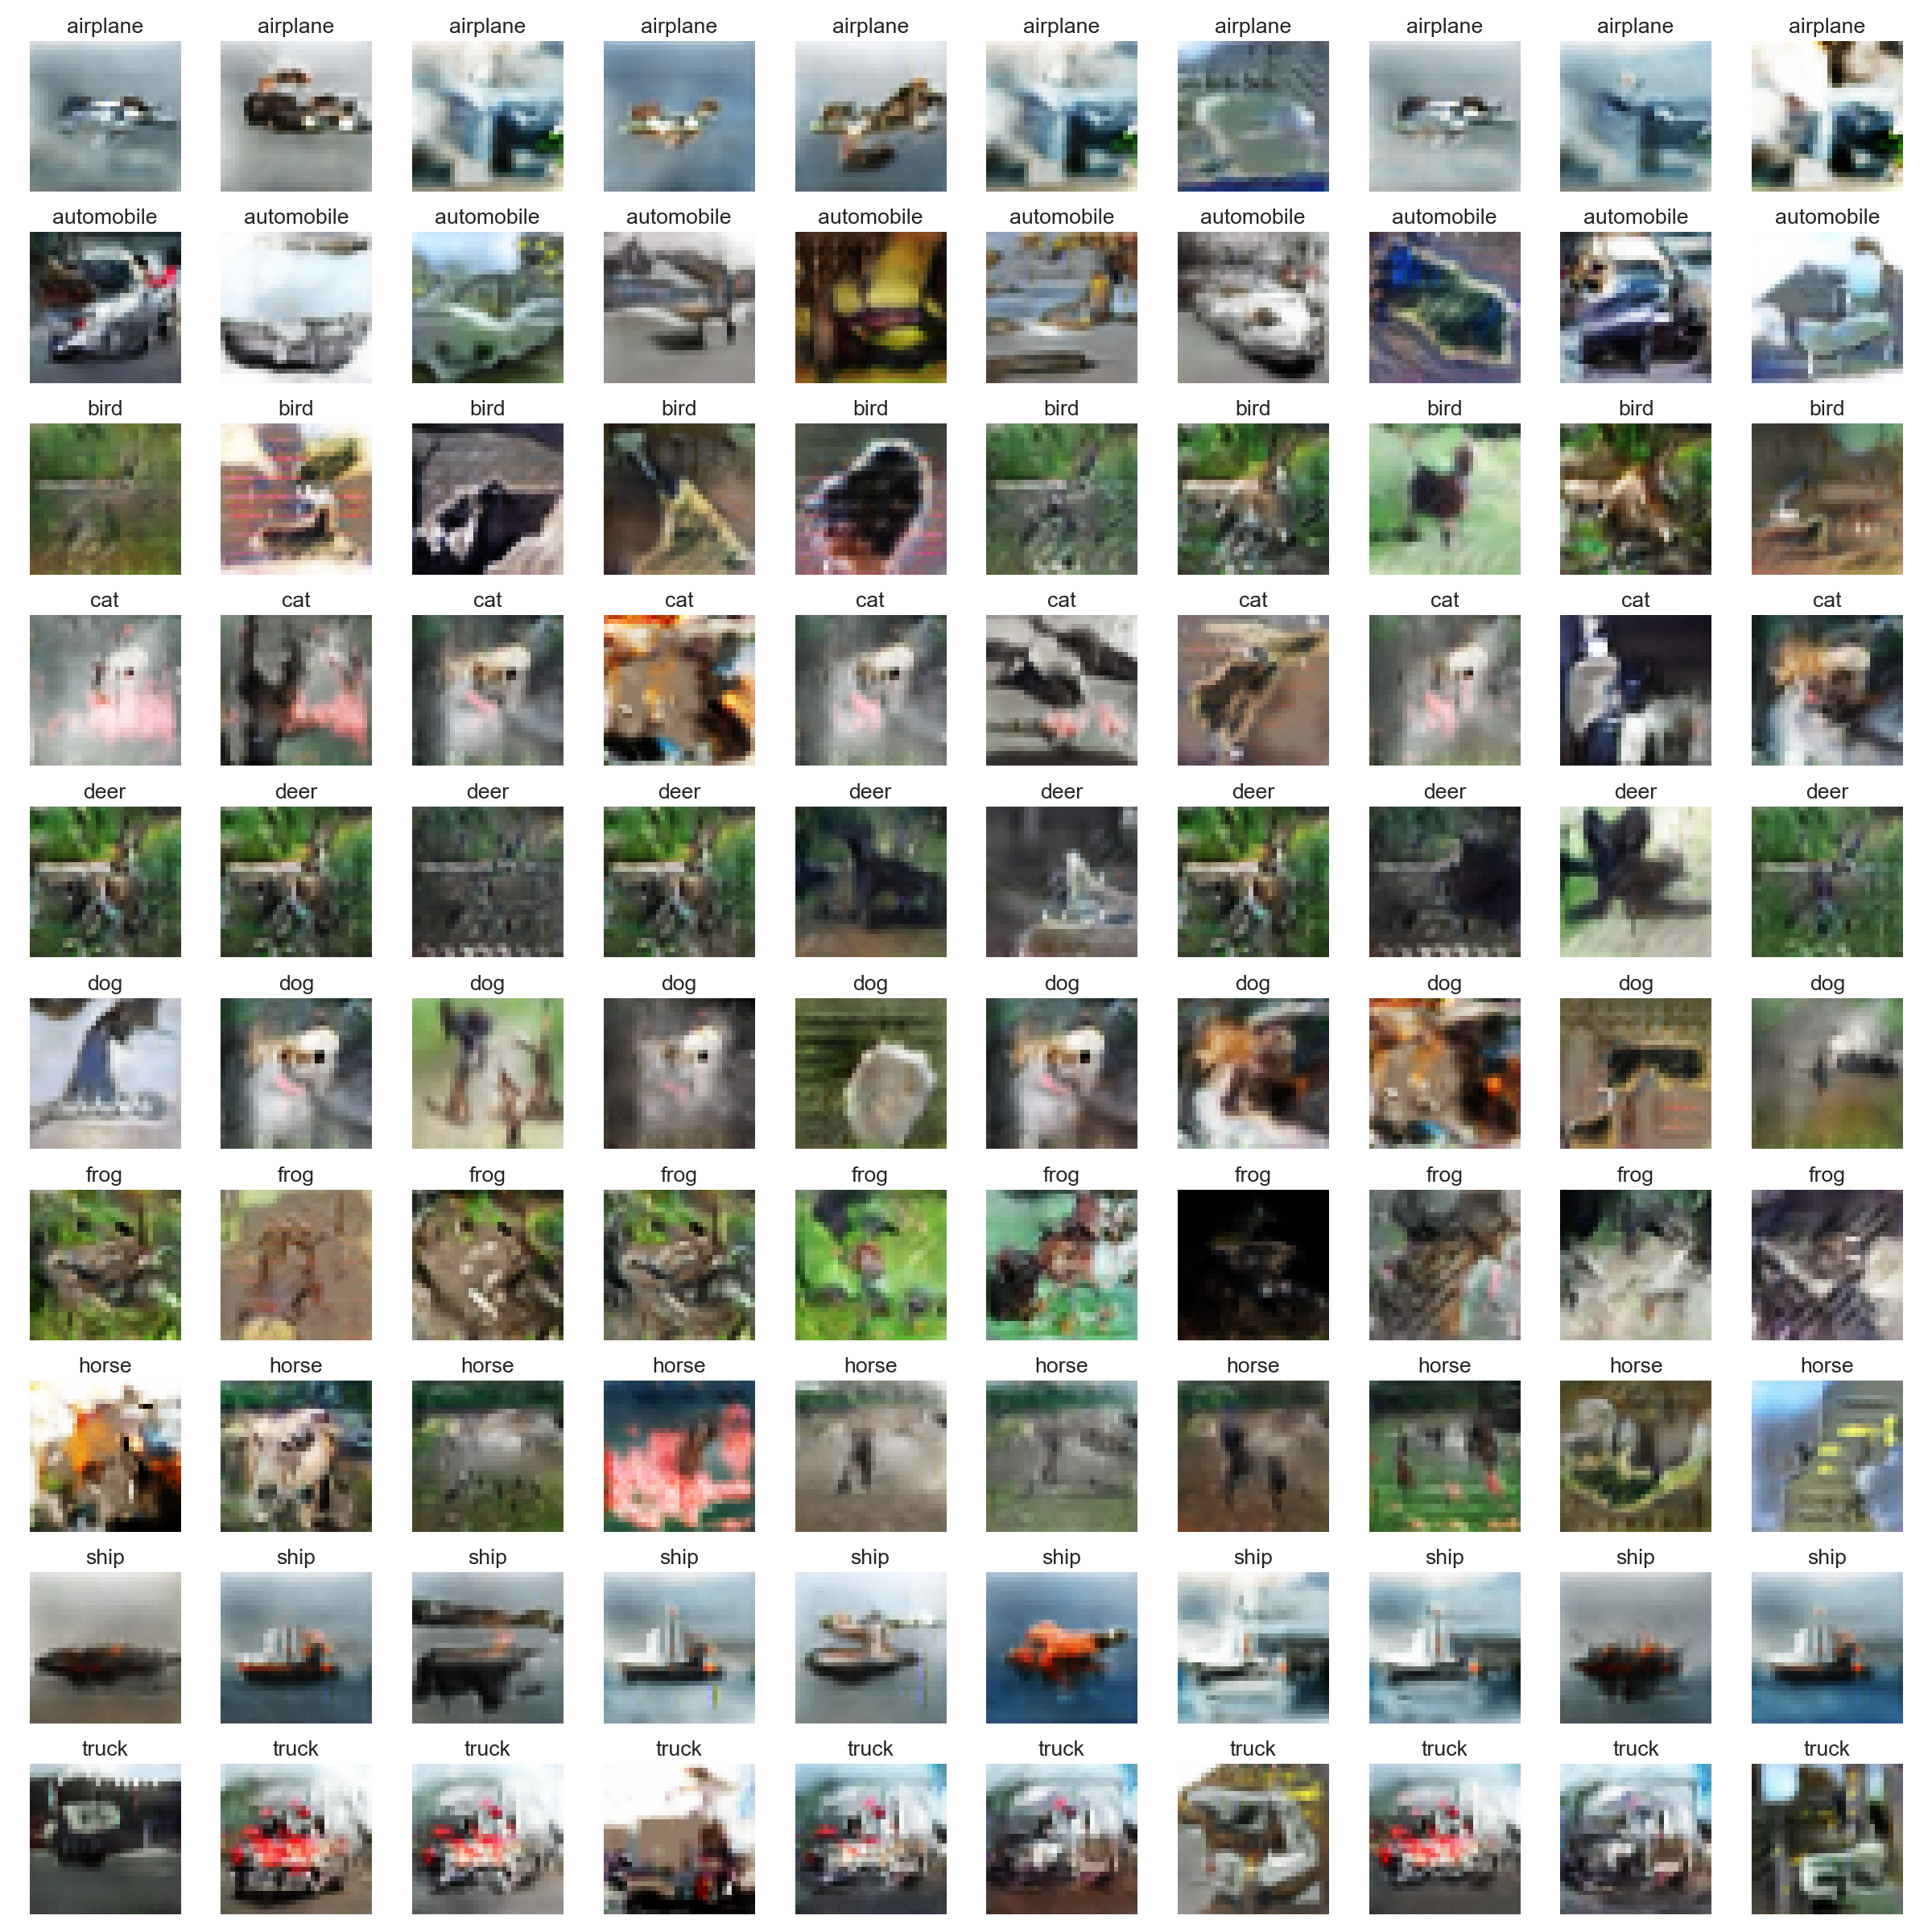 airplane airplane airplane airplane airplane airplane airplane airplane airplane airplane
automobile automobile automobile automobile automobile automobile automobile automobile automobile automobile
bird bird bird bird bird bird bird bird bird bird
cat cat cat cat cat cat cat cat cat cat
deer deer deer deer deer deer deer deer deer deer
dog dog dog dog dog dog dog dog dog dog
frog frog frog frog frog frog frog frog frog frog
horse horse horse horse horse horse horse horse horse horse
ship ship ship ship ship ship ship ship ship ship
truck truck truck truck truck truck truck truck truck truck